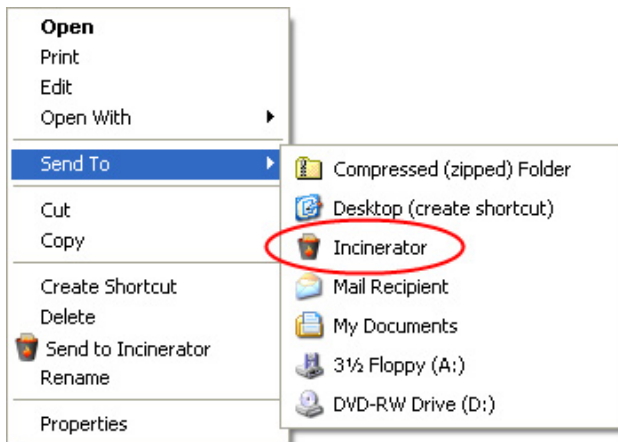 Open
Print
Edit
Open With
Send To
Cut
Copy
Create Shortcut
Delete
Send to Incinerator
Rename
Properties
Compressed (zipped) Folder
Desktop (create shortcut)
Incinerator
Mail Recipient
My Documents
3½ Floppy (A:)
DVD-RW Drive (D:)